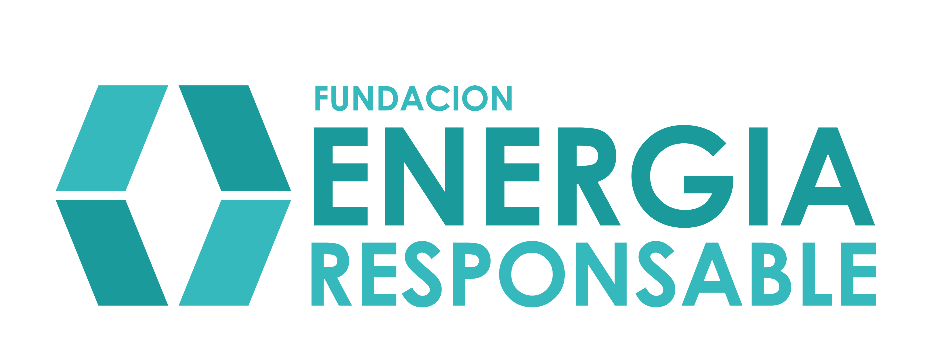 FUNDACION
ENERGIA
RESPONSABLE